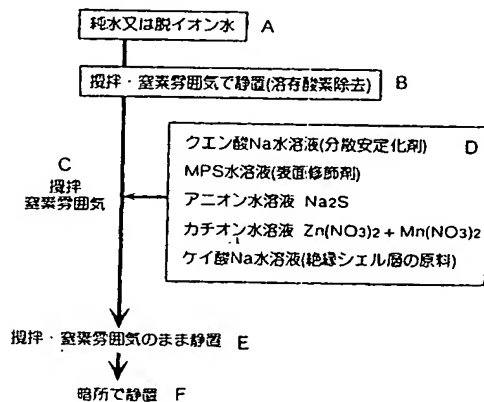 純水又は脱イオン水 A
撹拌・窒素雰囲気で静置(溶存酸素除去) B
C
撹拌
窒素雰囲気
クエン酸Na水溶液(分散安定化剤) D
MPS水溶液(表面修飾剤)
アニオン水溶液 Na2S
カチオン水溶液 Zn(NO3)2 + Mn(NO3)2
ケイ酸Na水溶液(絶縁シェル層の原料)
撹拌・窒素雰囲気のまま静置 E
暗所で静置 F